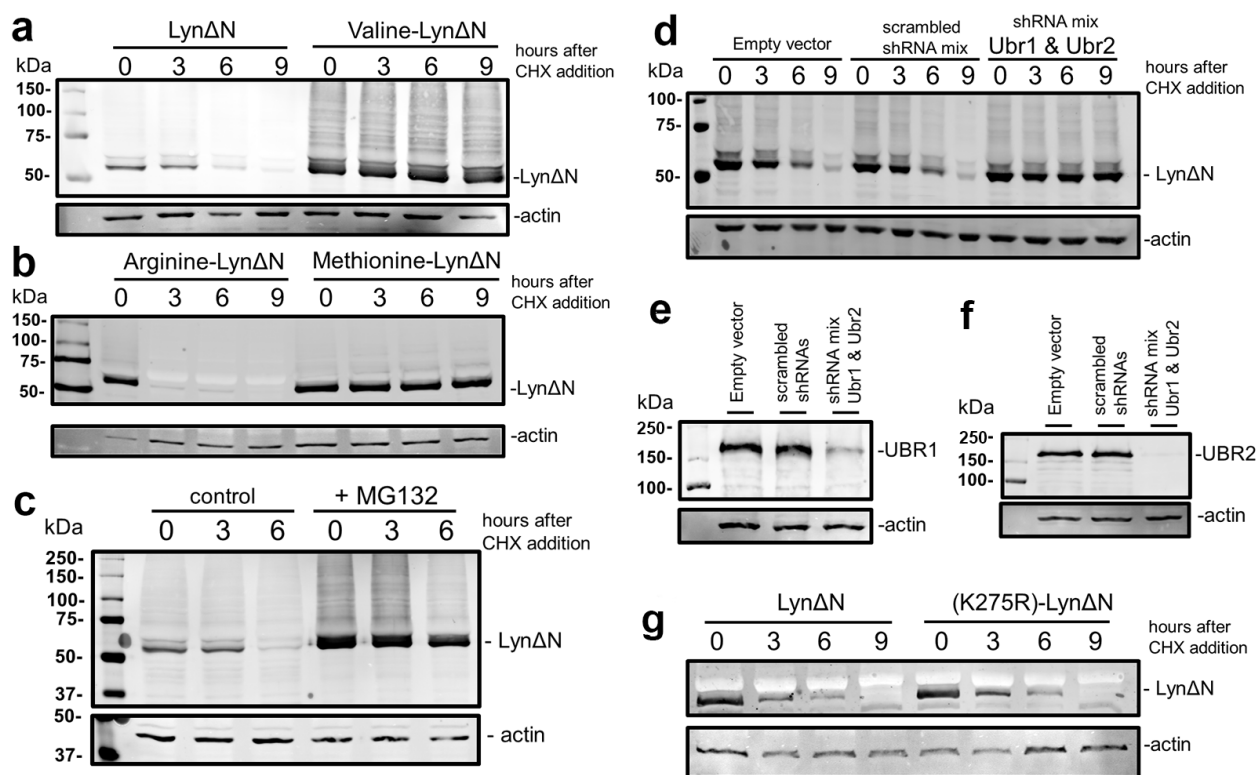 a
LynΔN Valine-LynΔN
kDa 0 3 6 9 0 3 6 9 hours after
CHX addition
150-
100-
75-
50-
-LynΔN
-actin
b
Arginine-LynΔN Methionine-LynΔN
kDa 0 3 6 9 0 3 6 9 hours after
CHX addition
150-
100-
75-
50-
-LynΔN
-actin
c
control + MG132
kDa 0 3 6 0 3 6 hours after
CHX addition
250-
150-
100-
75-
50-
37-
- LynΔN
50-
37-
- actin
d
Empty vector scrambled shRNA mix
shRNA mix
Ubr1 & Ubr2
kDa 0 3 6 9 0 3 6 9 0 3 6 9 hours after
CHX addition
100-
75-
50-
- LynΔN
-actin
e
Empty vector
scrambled
shRNAs
shRNA mix
Ubr1 & Ubr2
kDa
250-
150-
100-
-UBR1
-actin
f
Empty vector
scrambled
shRNAs
shRNA mix
Ubr1 & Ubr2
kDa
250-
150-
100-
-UBR2
-actin
g
LynΔN (K275R)-LynΔN
0 3 6 9 0 3 6 9 hours after
CHX addition
- LynΔN
-actin